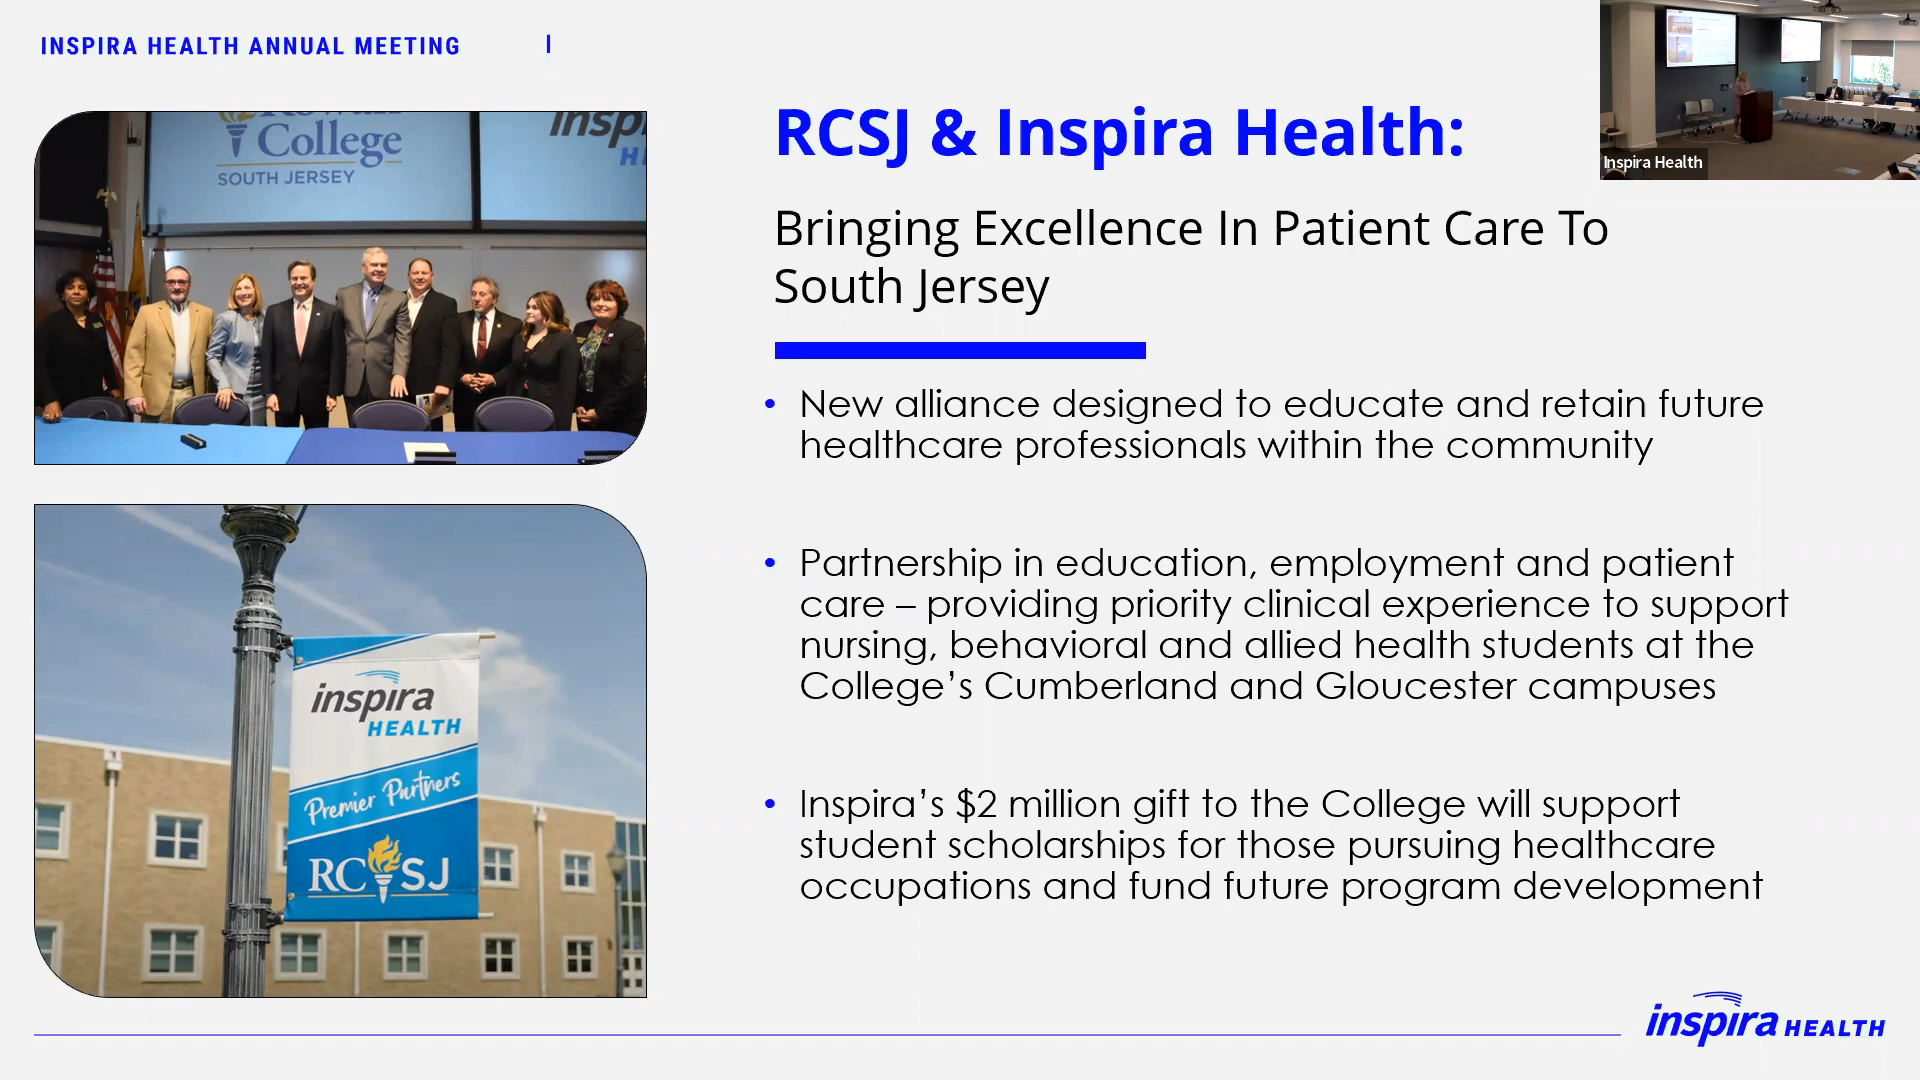 INSPIRA HEALTH ANNUAL MEETING |
College
SOUTH JERSEY
inspira
HEALTH
Premier Partners
RCSJ
RCSJ & Inspira Health:
Bringing Excellence In Patient Care To
South Jersey
• New alliance designed to educate and retain future
healthcare professionals within the community
• Partnership in education, employment and patient
care – providing priority clinical experience to support
nursing, behavioral and allied health students at the
College’s Cumberland and Gloucester campuses
• Inspira’s $2 million gift to the College will support
student scholarships for those pursuing healthcare
occupations and fund future program development
Inspira Health
inspira HEALTH